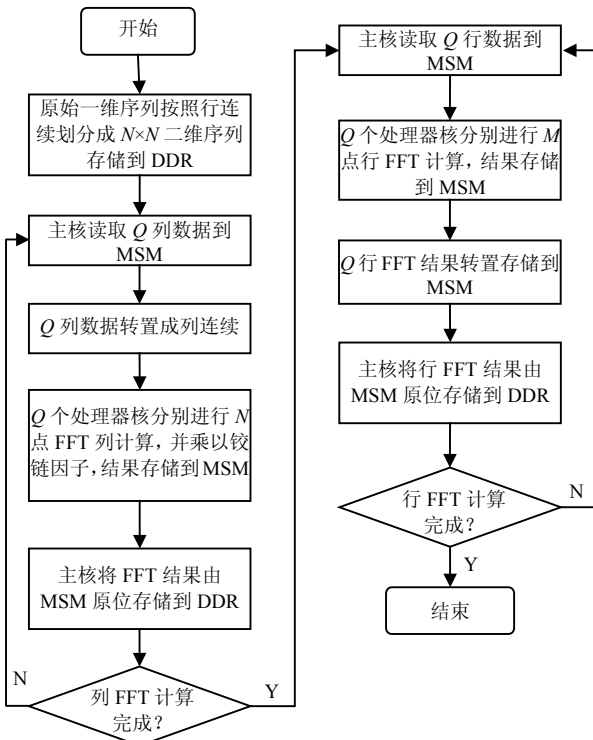 开始
原始一维序列按照行连
续划分成 N×N 二维序列
存储到 DDR
主核读取 Q 列数据到
MSM
Q 列数据转置成列连续
Q 个处理器核分别进行 N
点 FFT 列计算，并乘以铰
链因子，结果存储到 MSM
主核将 FFT 结果由
MSM 原位存储到 DDR
N
列 FFT 计算
完成？
Y
主核读取 Q 行数据到
MSM
Q 个处理器核分别进行 M
点行 FFT 计算，结果存储
到 MSM
Q 行 FFT 结果转置存储到
MSM
主核将行 FFT 结果由
MSM 原位存储到 DDR
行 FFT 计算
完成？
N
Y
结束